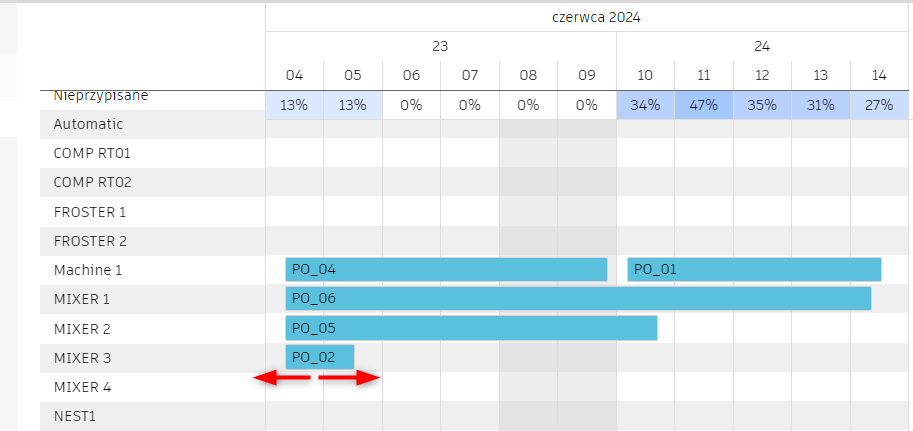 czerwca 2024
23 24
04 05 06 07 08 09 10 11 12 13 14
Nieprzypisane 13% 13% 0% 0% 0% 0% 34% 47% 35% 31% 27%
Automatic
COMP RT01
COMP RT02
FROSTER 1
FROSTER 2
Machine 1 PO_04 PO_01
MIXER 1 PO_06
MIXER 2 PO_05
MIXER 3 PO_02
MIXER 4
NEST1